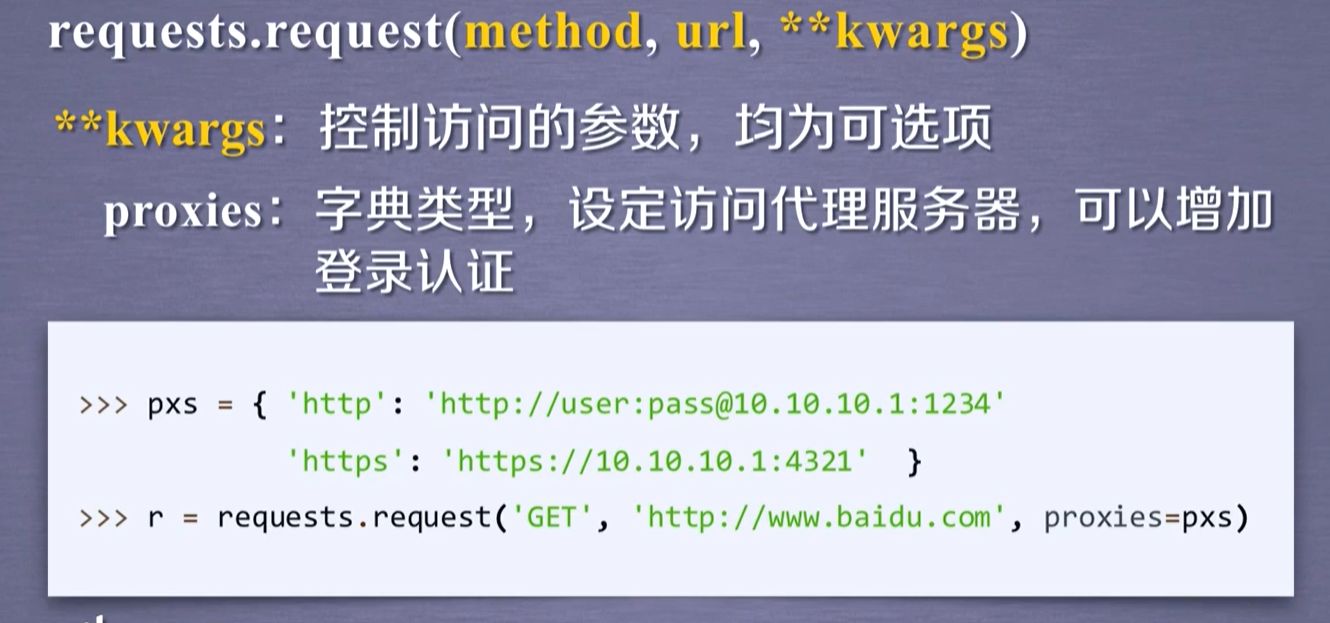 requests.request(method, url, **kwargs)
**kwargs：控制访问的参数，均为可选项
proxies：字典类型，设定访问代理服务器，可以增加
登录认证
>>> pxs = { 'http': 'http://user:pass@10.10.10.1:1234'
'https': 'https://10.10.10.1:4321' }
>>> r = requests.request('GET', 'http://www.baidu.com', proxies=pxs)